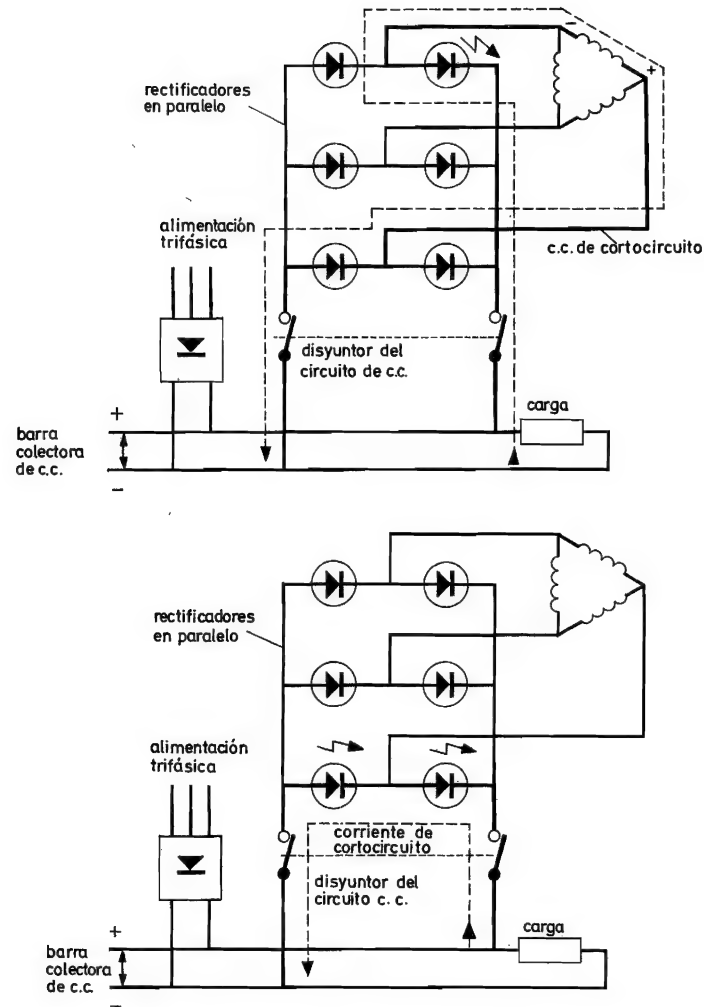 −
+
rectificadores
en paralelo
alimentación
trifásica
c.c. de cortocircuito
disyuntor del
circuito de c.c.
carga
+
barra
colectora
de c.c.
−
rectificadores
en paralelo
alimentación
trifásica
corriente de
cortocircuito
disyuntor del
circuito c. c.
carga
+
barra
colectora
de c.c.
−